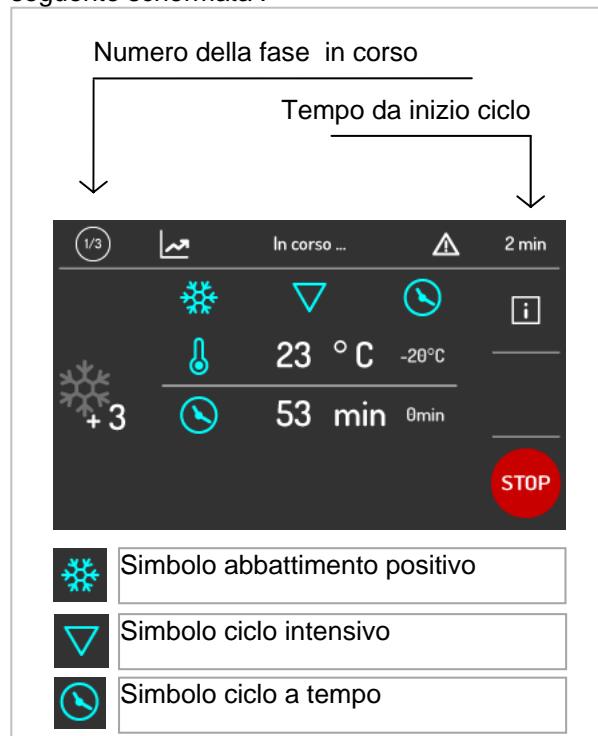 seguente schermata :
Numero della fase in corso
Tempo da inizio ciclo
1/3
In corso ...
2 min
i
23 °C -20°C
+3
53 min 0min
STOP
Simbolo abbattimento positivo
Simbolo ciclo intensivo
Simbolo ciclo a tempo